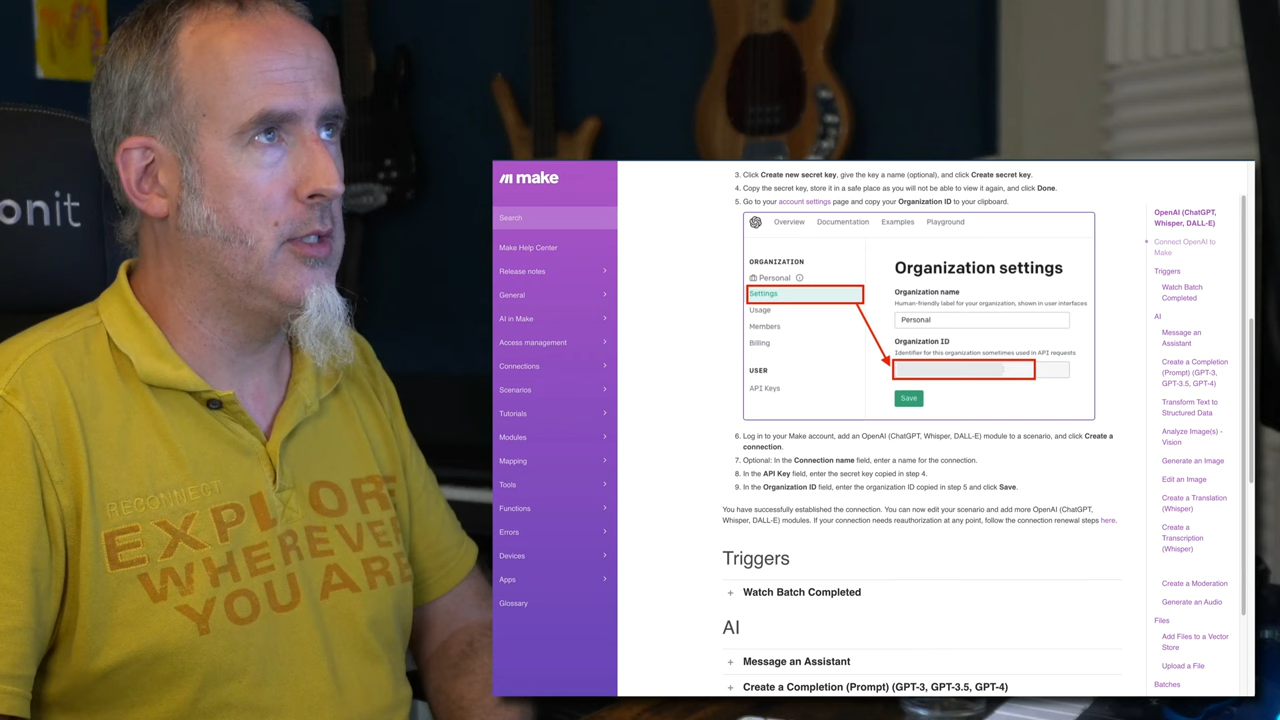 onit
RECONNECT
EXPLORE
WHEREVER
YOU ARE
make
Search
Make Help Center
Release notes
General
AI in Make
Access management
Connections
Scenarios
Tutorials
Modules
Mapping
Tools
Functions
Errors
Devices
Apps
Glossary
3. Click Create new secret key, give the key a name (optional), and click Create secret key.
4. Copy the secret key, store it in a safe place as you will not be able to view it again, and click Done.
5. Go to your account settings page and copy your Organization ID to your clipboard.
Overview Documentation Examples Playground
ORGANIZATION
Personal
Settings
Usage
Members
Billing
USER
API Keys
Organization settings
Organization name
Human-friendly label for your organization, shown in user interfaces
Personal
Organization ID
Identifier for this organization sometimes used in API requests
Save
6. Log in to your Make account, add an OpenAI (ChatGPT, Whisper, DALL-E) module to a scenario, and click Create a
connection.
7. Optional: In the Connection name field, enter a name for the connection.
8. In the API Key field, enter the secret key copied in step 4.
9. In the Organization ID field, enter the organization ID copied in step 5 and click Save.
You have successfully established the connection. You can now edit your scenario and add more OpenAI (ChatGPT,
Whisper, DALL-E) modules. If your connection needs reauthorization at any point, follow the connection renewal steps here.
Triggers
+ Watch Batch Completed
AI
+ Message an Assistant
+ Create a Completion (Prompt) (GPT-3, GPT-3.5, GPT-4)
OpenAI (ChatGPT,
Whisper, DALL-E)
Connect OpenAI to
Make
Triggers
Watch Batch
Completed
AI
Message an
Assistant
Create a Completion
(Prompt) (GPT-3,
GPT-3.5, GPT-4)
Transform Text to
Structured Data
Analyze Image(s) -
Vision
Generate an Image
Edit an Image
Create a Translation
(Whisper)
Create a
Transcription
(Whisper)
Create a Moderation
Generate an Audio
Files
Add Files to a Vector
Store
Upload a File
Batches